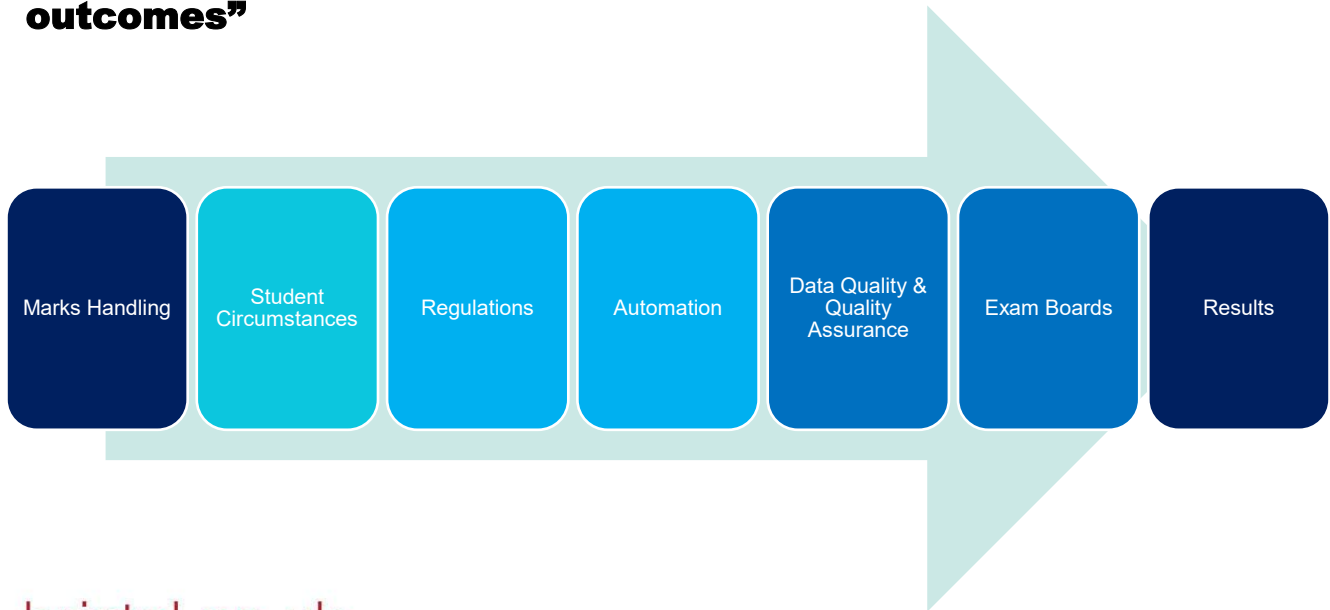 outcomes”
Marks Handling
Student
Circumstances
Regulations
Automation
Data Quality &
Quality
Assurance
Exam Boards
Results